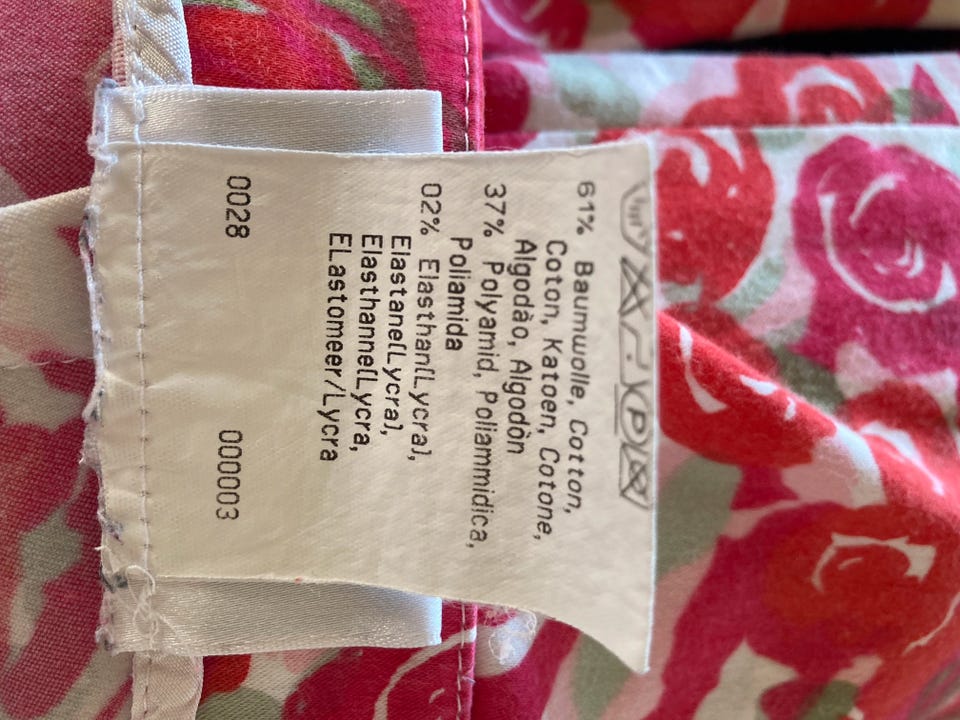 61% Baumwolle, Cotton,
Coton, Katoen, Cotone,
Algodão, Algodòn
37% Polyamid, Poliammidica,
Poliamida
02% Elasthan[Lycra],
Elastane[Lycra],
Elasthanne[Lycra,
ELastomeer/Lycra
0028 000003